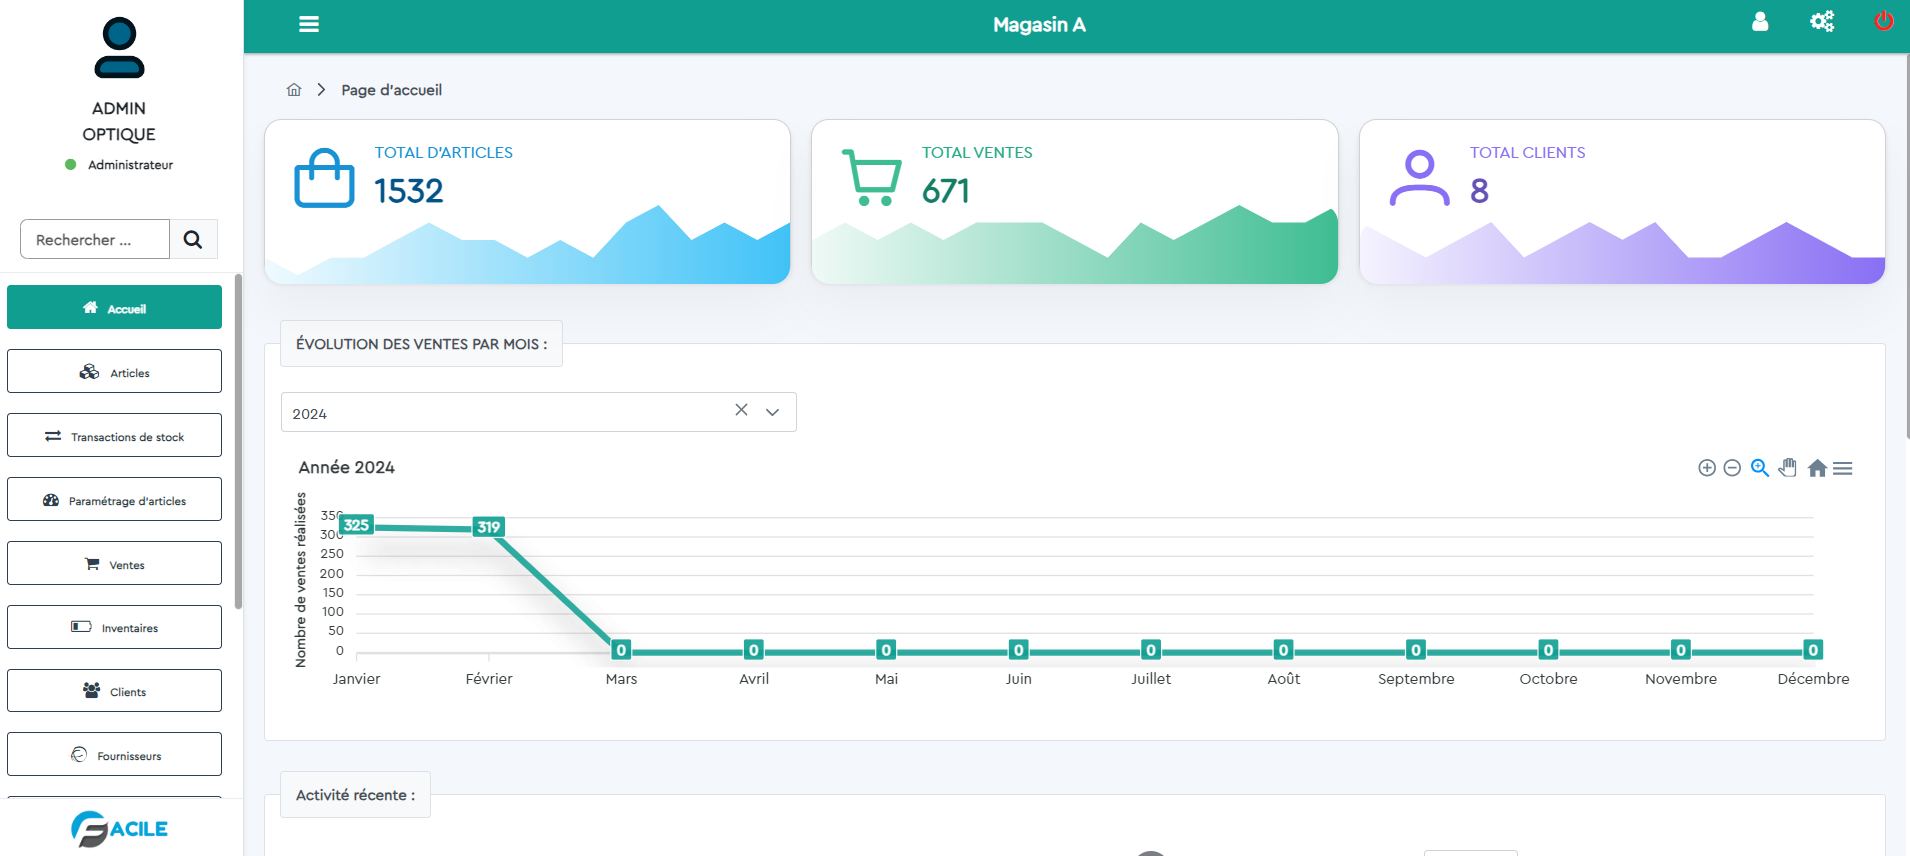 ADMIN
OPTIQUE
Administrateur
Rechercher ...
Accueil
Articles
Transactions de stock
Paramétrage d'articles
Ventes
Inventaires
Clients
Fournisseurs
FACILE
Magasin A
Page d'accueil
TOTAL D'ARTICLES
1532
TOTAL VENTES
671
TOTAL CLIENTS
8
ÉVOLUTION DES VENTES PAR MOIS :
2024
Année 2024
Nombre de ventes réalisées
350
300
250
200
150
100
50
0
325
319
0
0
0
0
0
0
0
0
0
0
Janvier
Février
Mars
Avril
Mai
Juin
Juillet
Août
Septembre
Octobre
Novembre
Décembre
Activité récente :